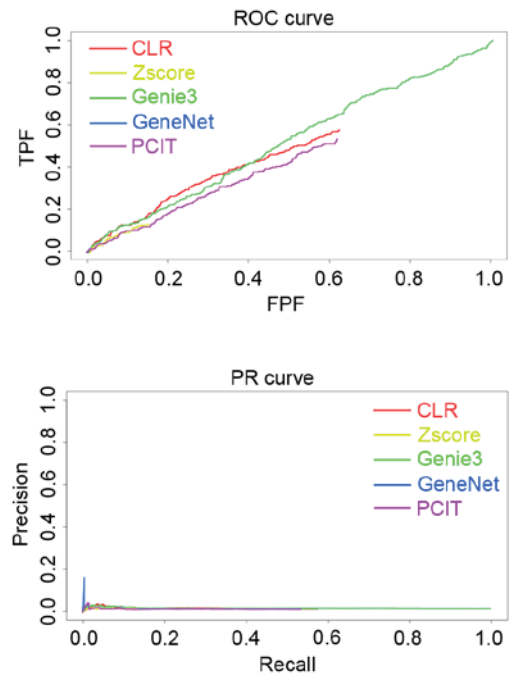 ROC curve
CLR
Zscore
Genie3
GeneNet
PCIT
TPF
0.0 0.2 0.4 0.6 0.8 1.0
0.0 0.2 0.4 0.6 0.8 1.0
FPF
PR curve
CLR
Zscore
Genie3
GeneNet
PCIT
Precision
0.0 0.2 0.4 0.6 0.8 1.0
0.0 0.2 0.4 0.6 0.8 1.0
Recall